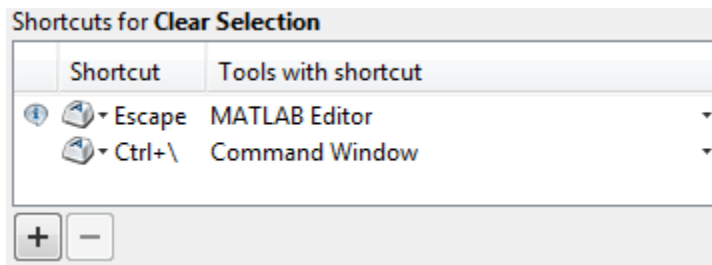 Shortcuts for Clear Selection
Shortcut Tools with shortcut
Escape MATLAB Editor
Ctrl+\ Command Window
+ −